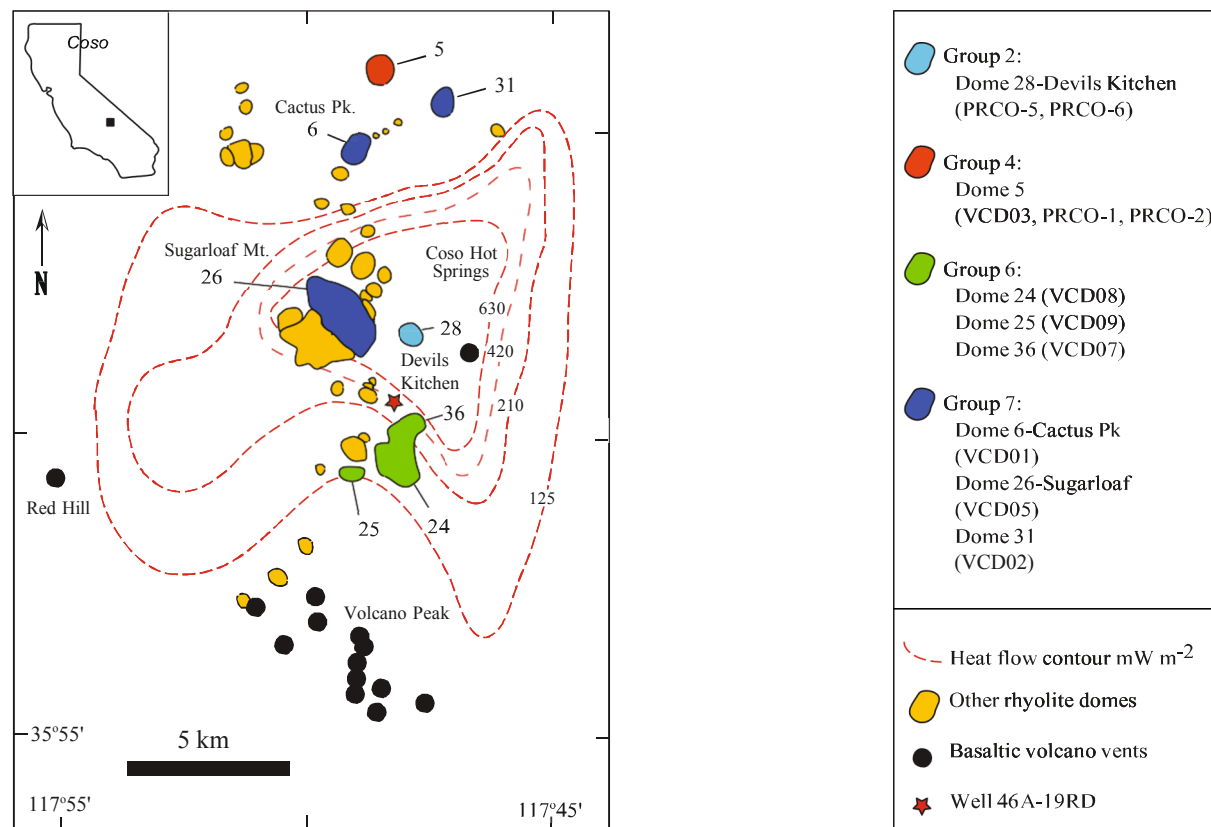 Coso
5
31
Cactus Pk.
6
N
Sugarloaf Mt.
26
Coso Hot
Springs
630
28
420
Devils
Kitchen
36
210
125
Red Hill
25
24
Volcano Peak
35°55'
5 km
117°55'
117°45'
Group 2:
Dome 28-Devils Kitchen
(PRCO-5, PRCO-6)
Group 4:
Dome 5
(VCD03, PRCO-1, PRCO-2)
Group 6:
Dome 24 (VCD08)
Dome 25 (VCD09)
Dome 36 (VCD07)
Group 7:
Dome 6-Cactus Pk
(VCD01)
Dome 26-Sugarloaf
(VCD05)
Dome 31
(VCD02)
Heat flow contour mW m-2
Other rhyolite domes
Basaltic volcano vents
Well 46A-19RD